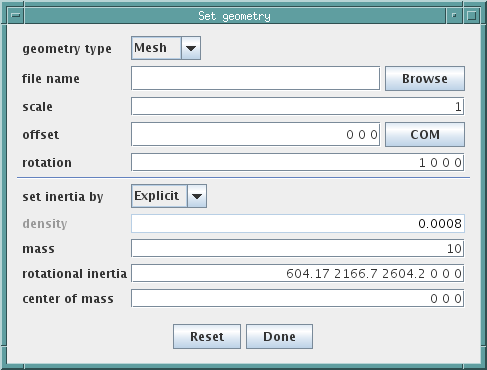 Set geometry
geometry type Mesh
file name Browse
scale 1
offset 0 0 0 COM
rotation 1 0 0 0
set inertia by Explicit
density 0.0008
mass 10
rotational inertia 604.17 2166.7 2604.2 0 0 0
center of mass 0 0 0
Reset Done